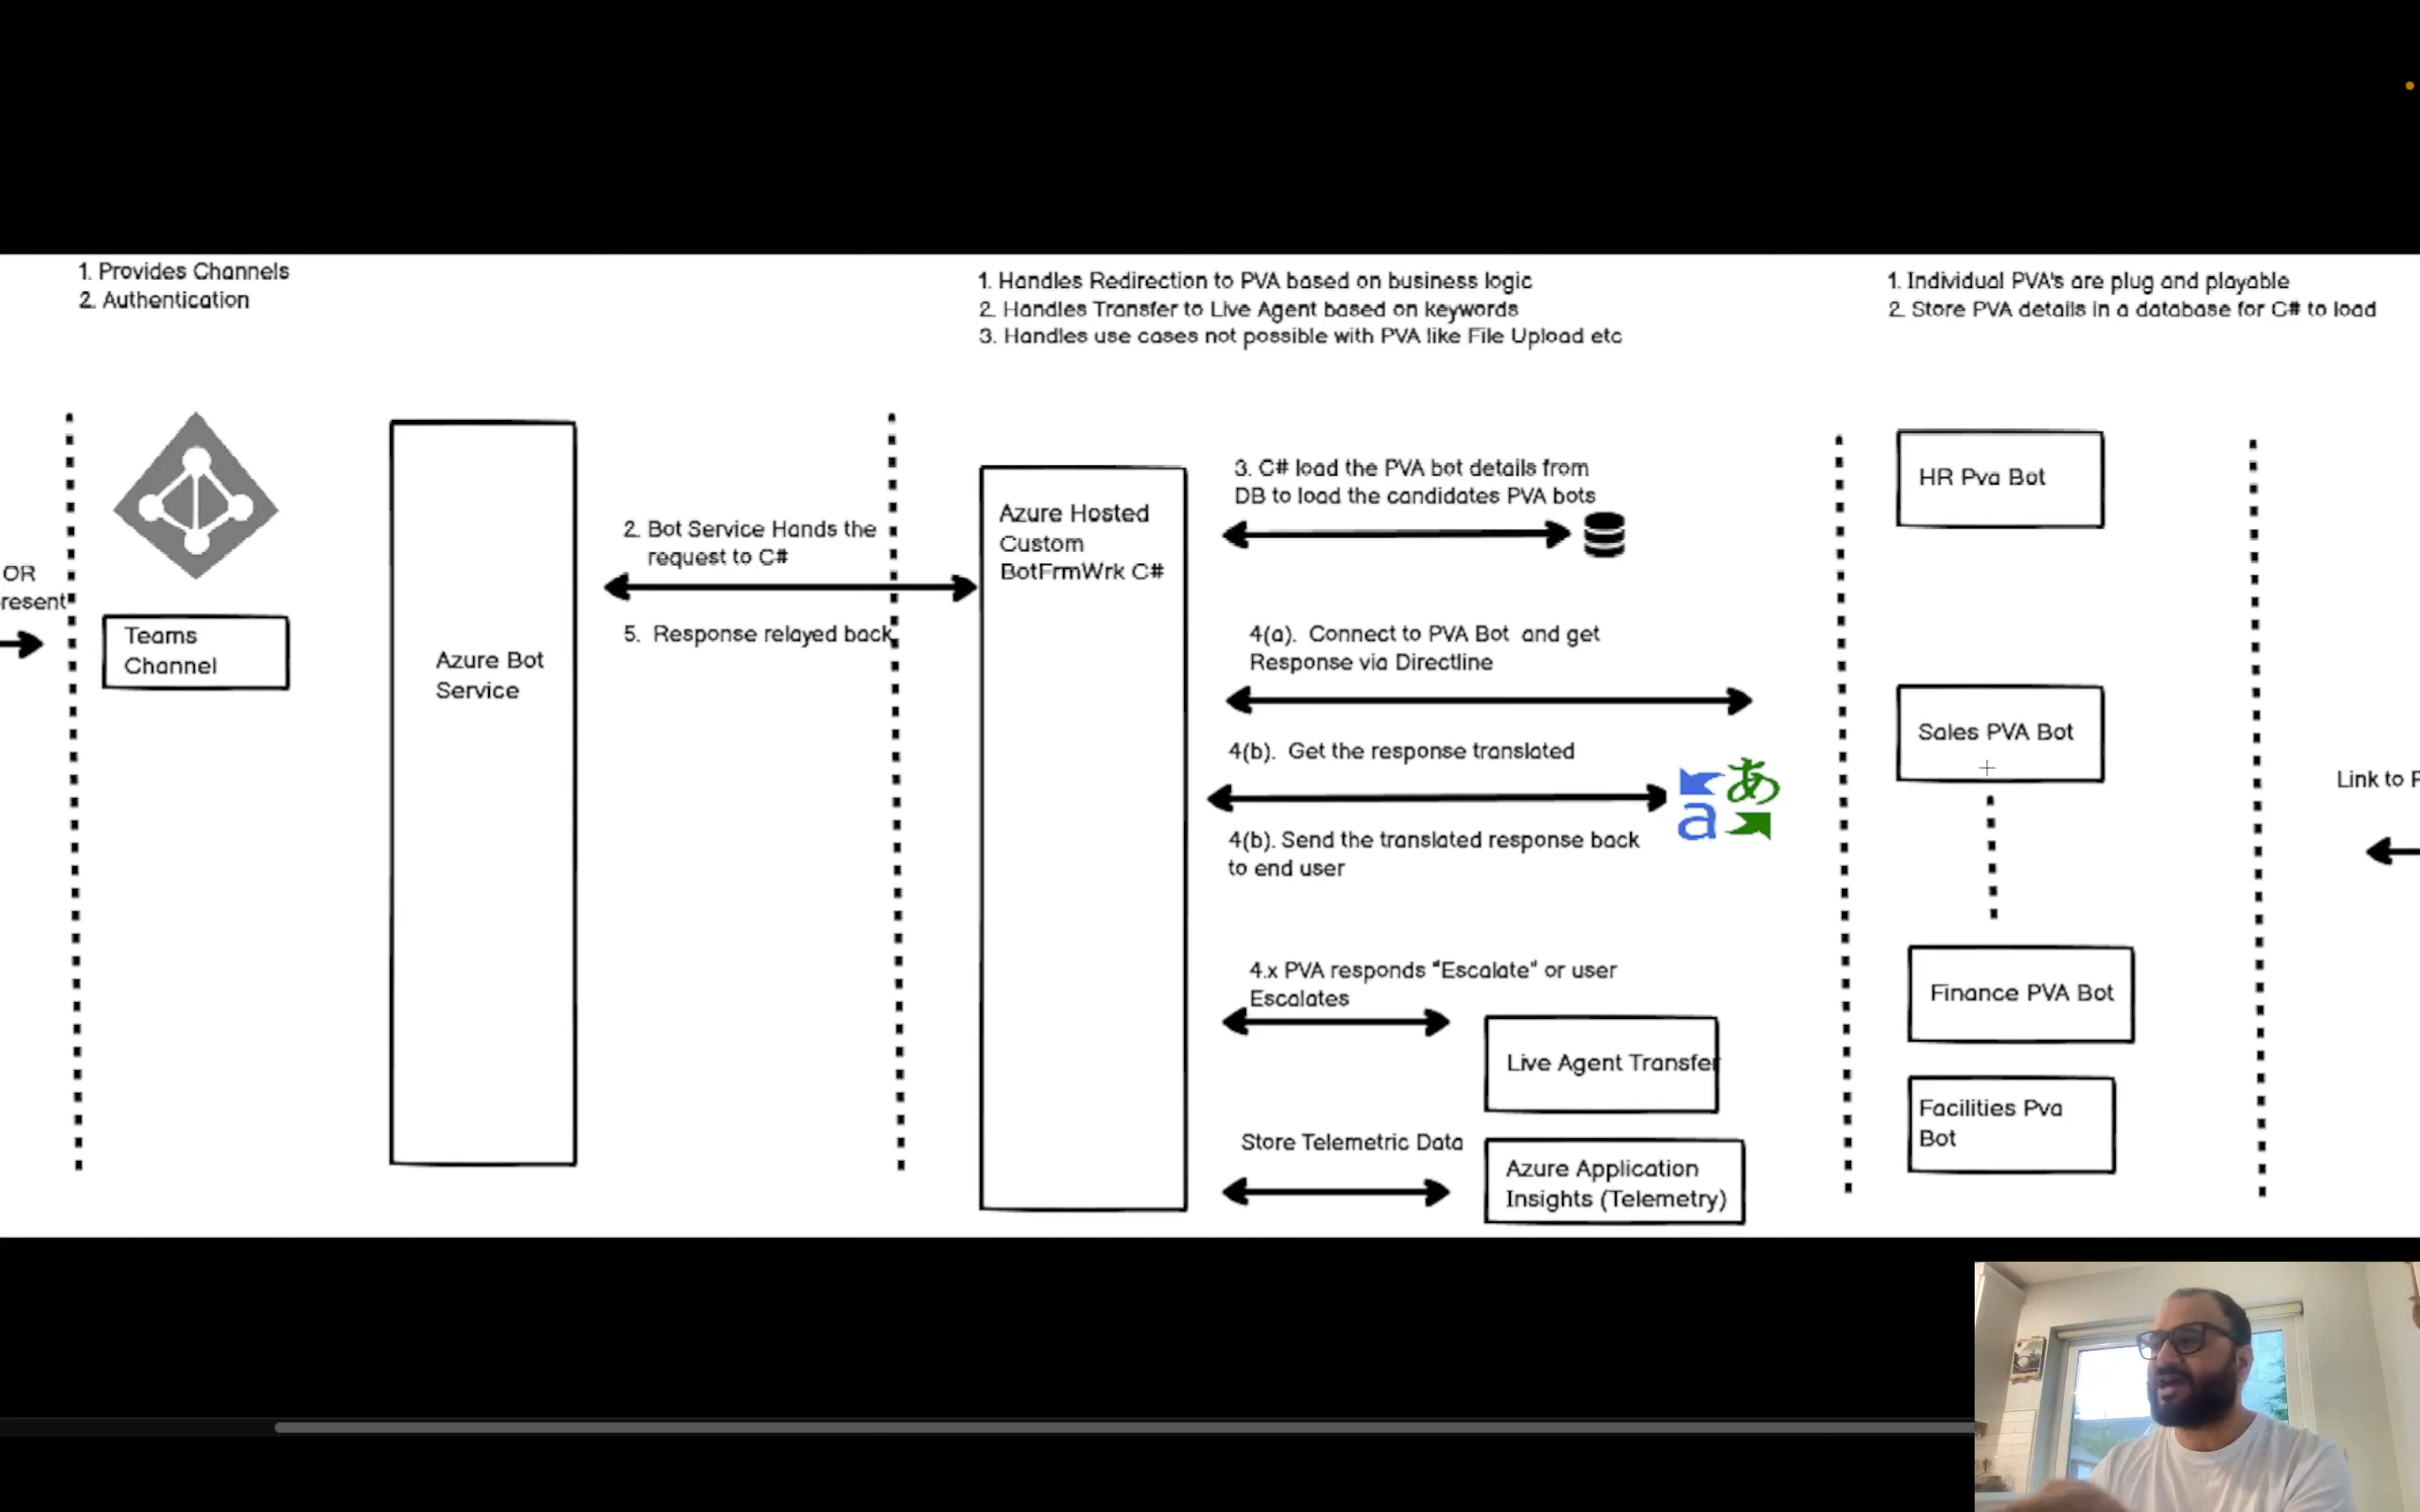 1. Provides Channels
2. Authentication
1. Handles Redirection to PVA based on business logic
2. Handles Transfer to Live Agent based on keywords
3. Handles use cases not possible with PVA like File Upload etc
1. Individual PVA's are plug and playable
2. Store PVA details in a database for C# to load
OR
resent
Teams
Channel
Azure Bot
Service
2. Bot Service Hands the
request to C#
5. Response relayed back
Azure Hosted
Custom
BotFrmWrk C#
3. C# load the PVA bot details from
DB to load the candidates PVA bots
4(a). Connect to PVA Bot and get
Response via Directline
4(b). Get the response translated
あ
a
4(b). Send the translated response back
to end user
4.x PVA responds "Escalate" or user
Escalates
Live Agent Transfer
Store Telemetric Data
Azure Application
Insights (Telemetry)
HR Pva Bot
Sales PVA Bot
Finance PVA Bot
Facilities Pva
Bot
Link to